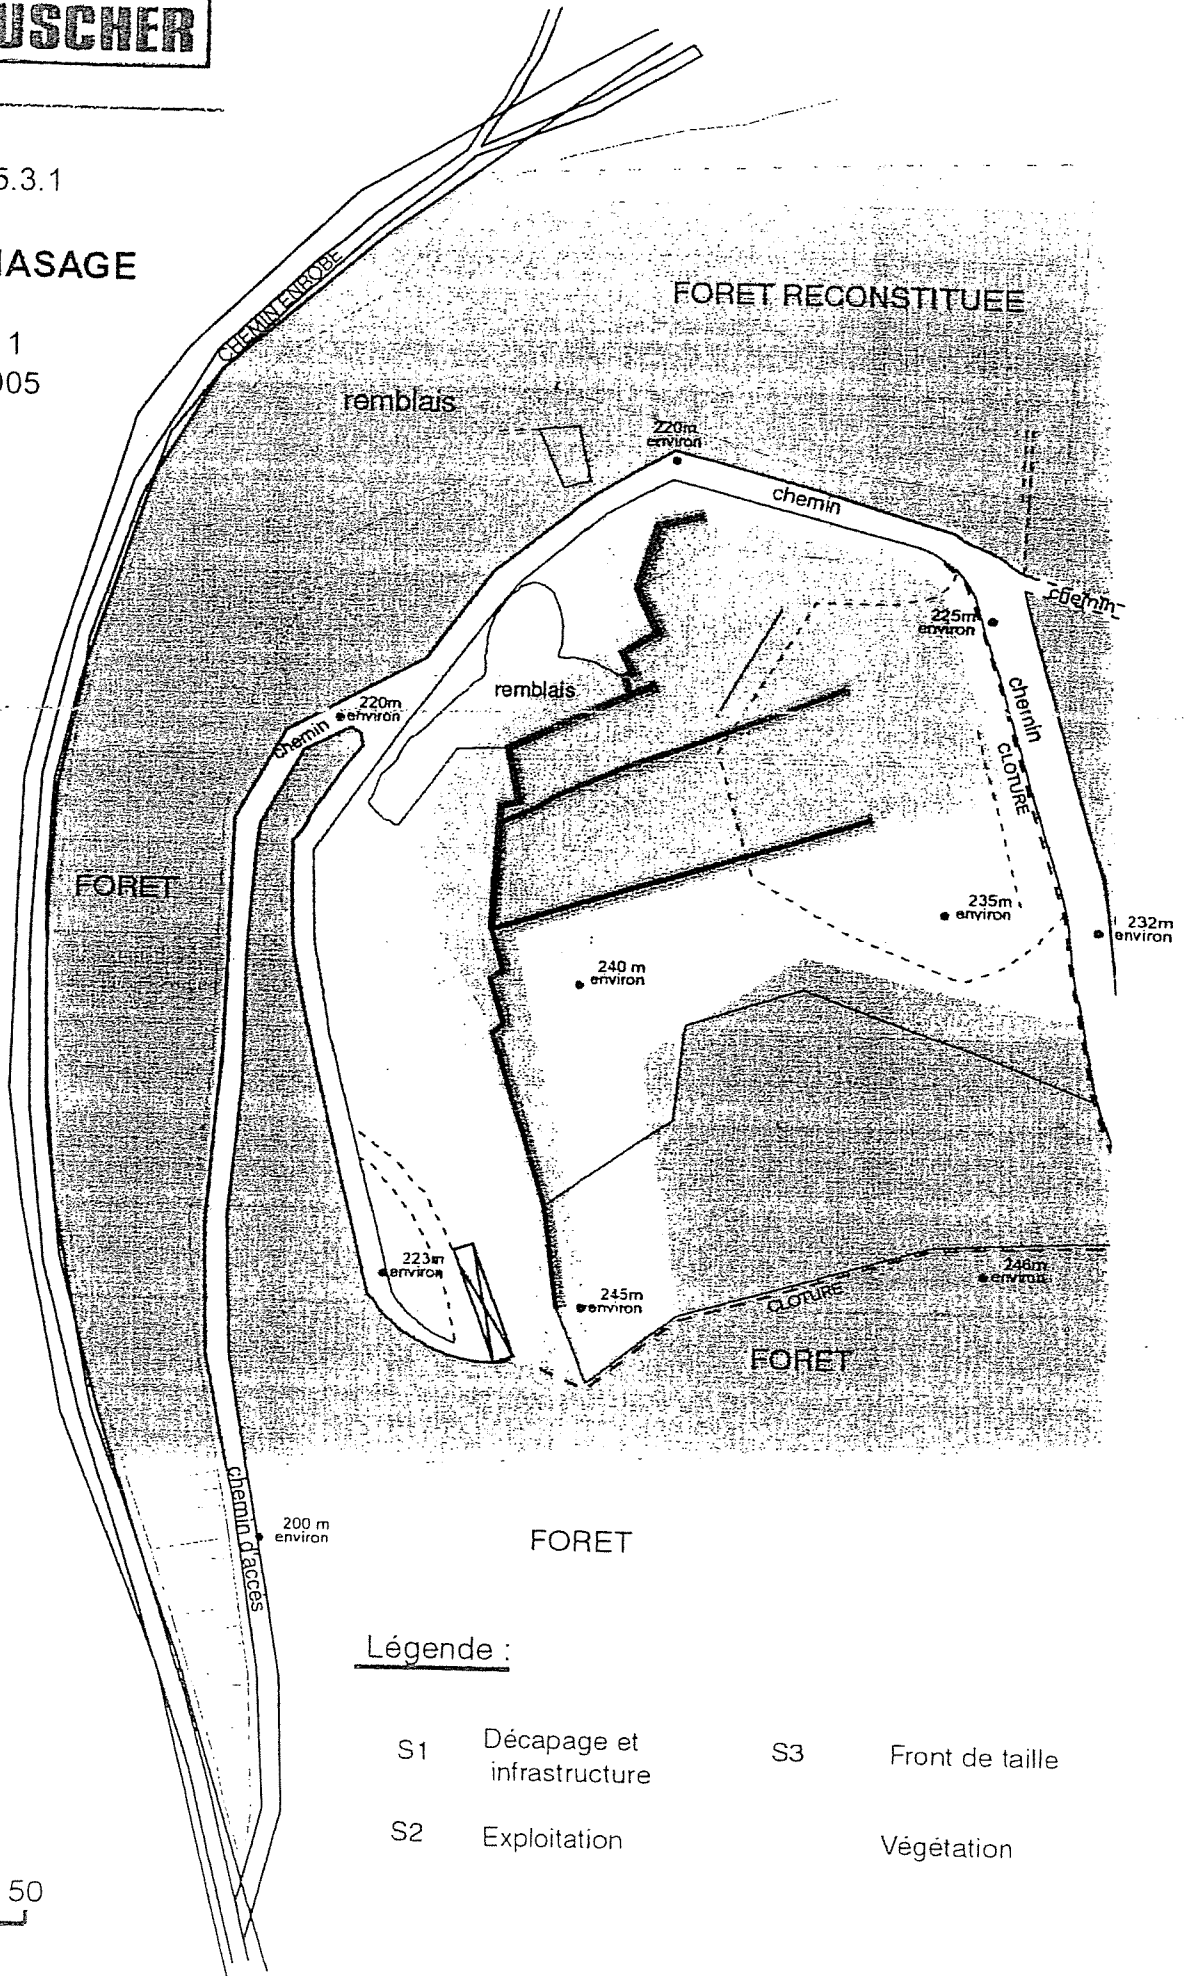 USCHER
5.3.1
IASAGE
1
005
CHEMIN ENROBE
FORET RECONSTITUEE
remblais
220m
environ
chemin
chemin
225m
environ
remblais
220m
environ
chemin
chemin
CLOTURE
FORET
235m
environ
232m
environ
240 m
environ
223m
environ
245m
environ
246m
environ
CLOTURE
FORET
chemin d'accès
200 m
environ
FORET
Légende :
S1 Décapage et
infrastructure
S3 Front de taille
S2 Exploitation
Végétation
50